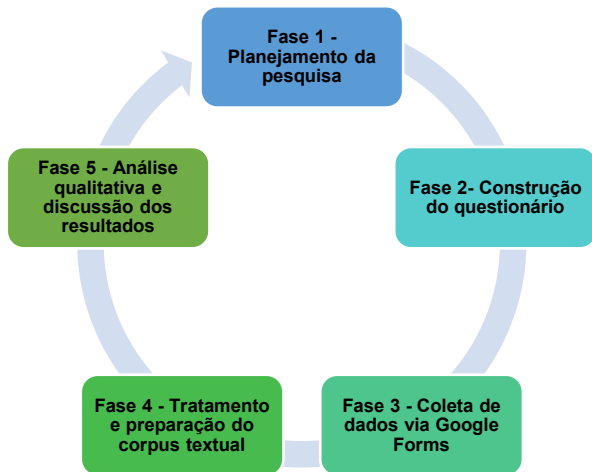 Fase 1 -
Planejamento da
pesquisa
Fase 2- Construção
do questionário
Fase 3 - Coleta de
dados via Google
Forms
Fase 4 - Tratamento
e preparação do
corpus textual
Fase 5 - Análise
qualitativa e
discussão dos
resultados